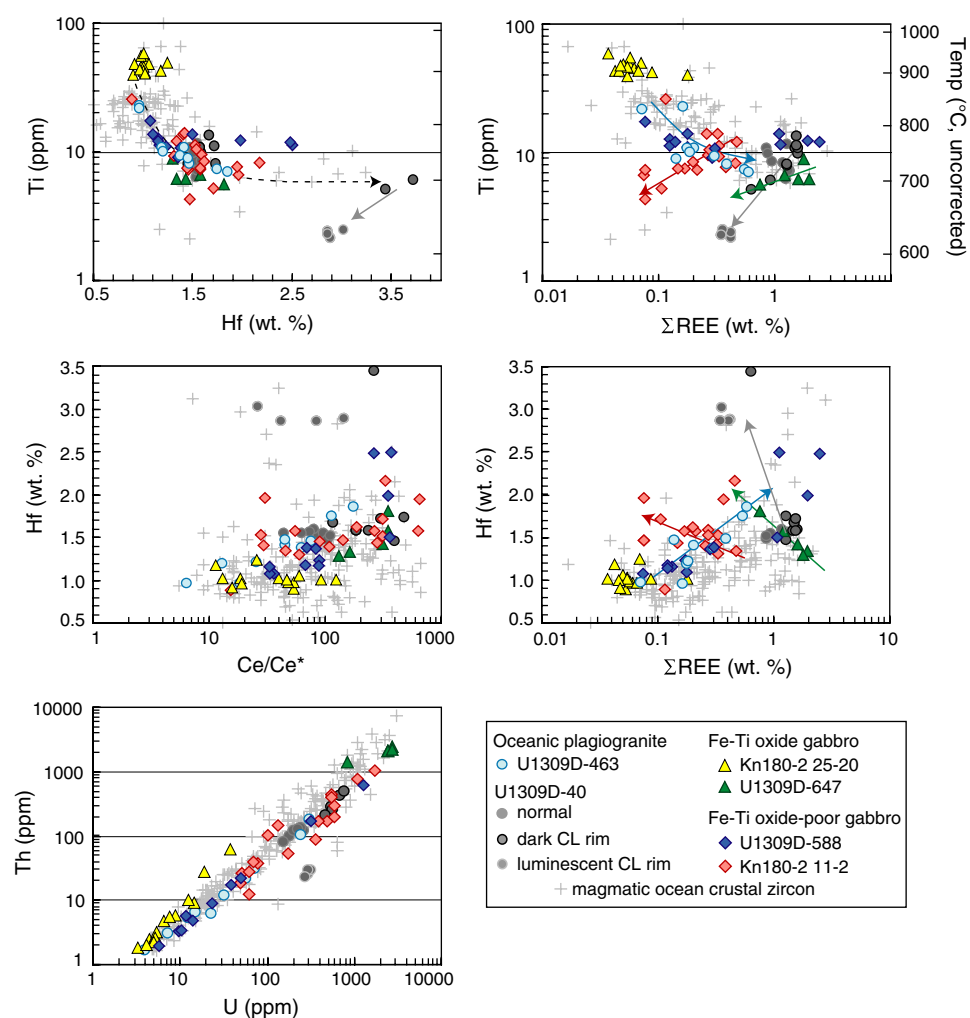 100
10
1
Ti (ppm)
0.5 1.5 2.5 3.5
Hf (wt. %)
100
10
1
Ti (ppm)
0.01 0.1 1 10
ΣREE (wt. %)
1000
900
800
700
600
Temp (°C, uncorrected)
3.5
3.0
2.5
2.0
1.5
1.0
0.5
Hf (wt. %)
1 10 100 1000
Ce/Ce*
3.5
3.0
2.5
2.0
1.5
1.0
0.5
Hf (wt. %)
0.01 0.1 1 10
ΣREE (wt. %)
10000
1000
100
10
1
Th (ppm)
1 10 100 1000 10000
U (ppm)
Oceanic plagiogranite
U1309D-463
U1309D-40
normal
dark CL rim
luminescent CL rim
Fe-Ti oxide gabbro
Kn180-2 25-20
U1309D-647
Fe-Ti oxide-poor gabbro
U1309D-588
Kn180-2 11-2
magmatic ocean crustal zircon